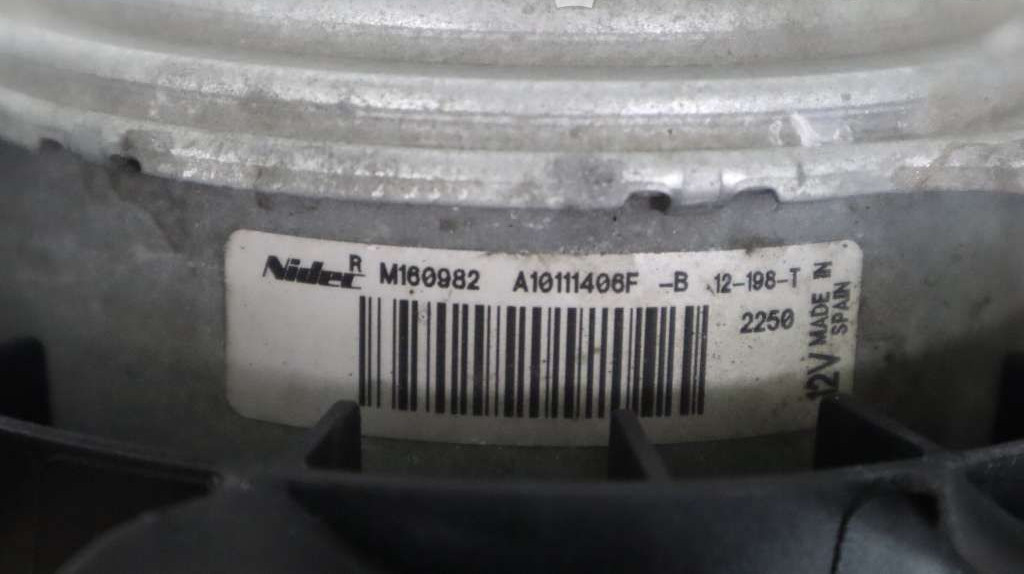 Nidec R M160982 A10111406F -B 12-198-T
2250
12V MADE IN SPAIN